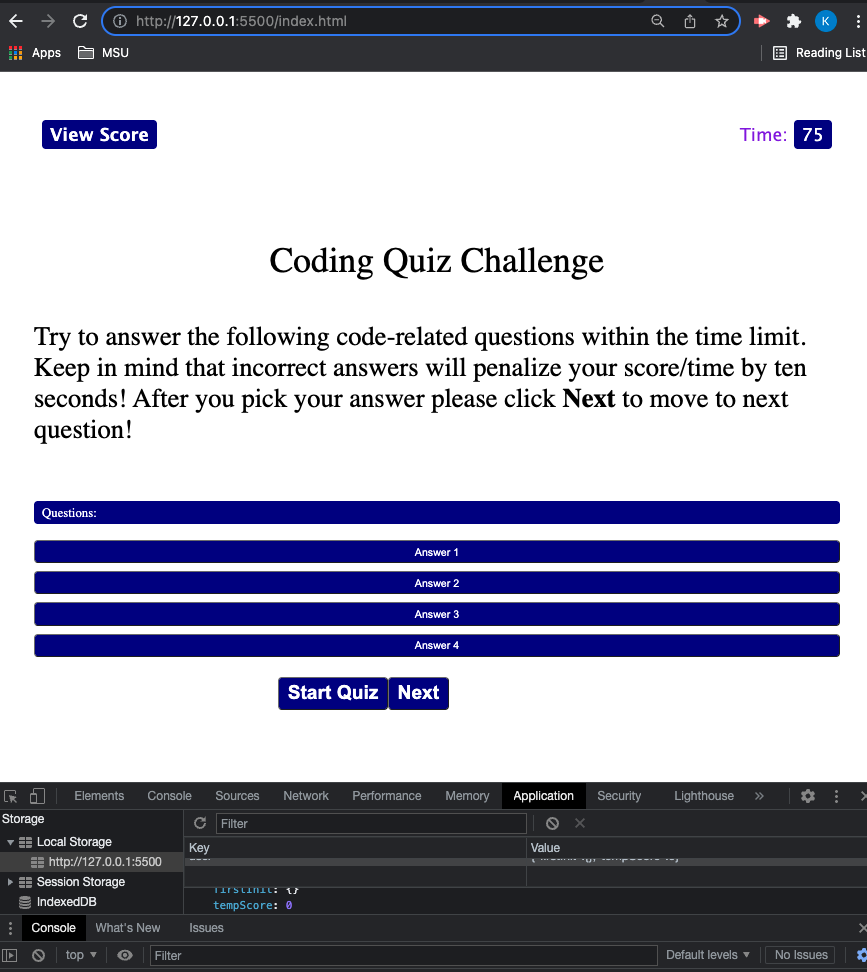 http://127.0.0.1:5500/index.html
K
Apps MSU Reading List
View Score Time: 75
Coding Quiz Challenge
Try to answer the following code-related questions within the time limit.
Keep in mind that incorrect answers will penalize your score/time by ten
seconds! After you pick your answer please click Next to move to next
question!
Questions:
Answer 1
Answer 2
Answer 3
Answer 4
Start Quiz Next
Elements Console Sources Network Performance Memory Application Security Lighthouse »
Storage
Filter
Local Storage
Key Value
http://127.0.0.1:5500
Session Storage
firstinit: {}
IndexedDB
tempScore: 0
Console What's New Issues
top Filter Default levels No Issues